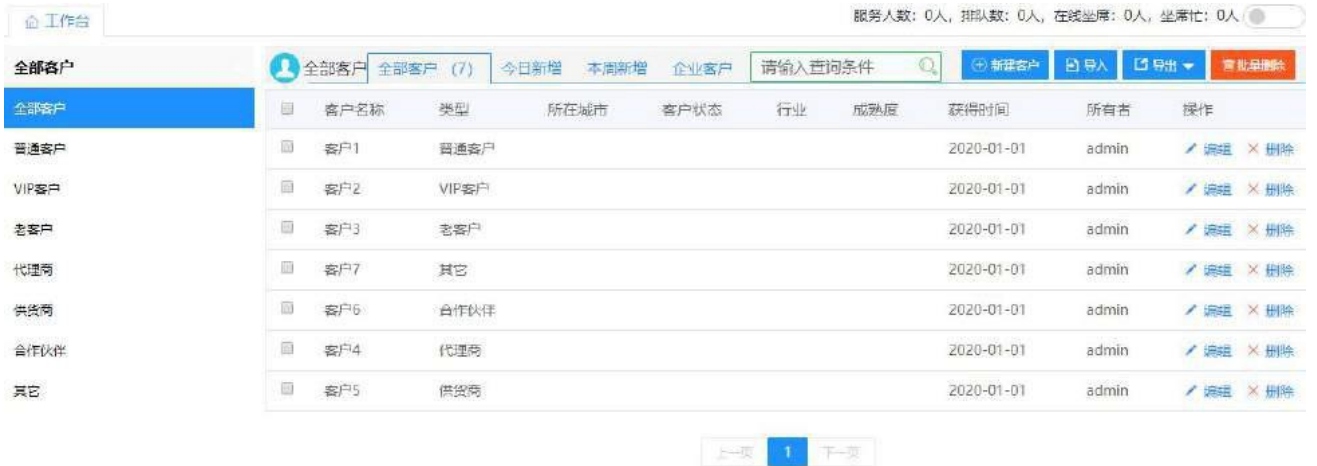 工作台
服务人数：0人，排队数：0人，在线坐席：0人，坐席忙：0人
全部客户
全部客户
普通客户
VIP客户
老客户
代理商
供货商
合作伙伴
其它
全部客户 全部客户 (7) 今日新增 本周新增 企业客户 请输入查询条件 新建客户 导入 导出 批量删除
客户名称 类型 所在城市 客户状态 行业 成熟度 获得时间 所有者 操作
客户1 普通客户 2020-01-01 admin 编辑 删除
客户2 VIP客户 2020-01-01 admin 编辑 删除
客户3 老客户 2020-01-01 admin 编辑 删除
客户7 其它 2020-01-01 admin 编辑 删除
客户6 合作伙伴 2020-01-01 admin 编辑 删除
客户4 代理商 2020-01-01 admin 编辑 删除
客户5 供货商 2020-01-01 admin 编辑 删除
上一页 1 下一页